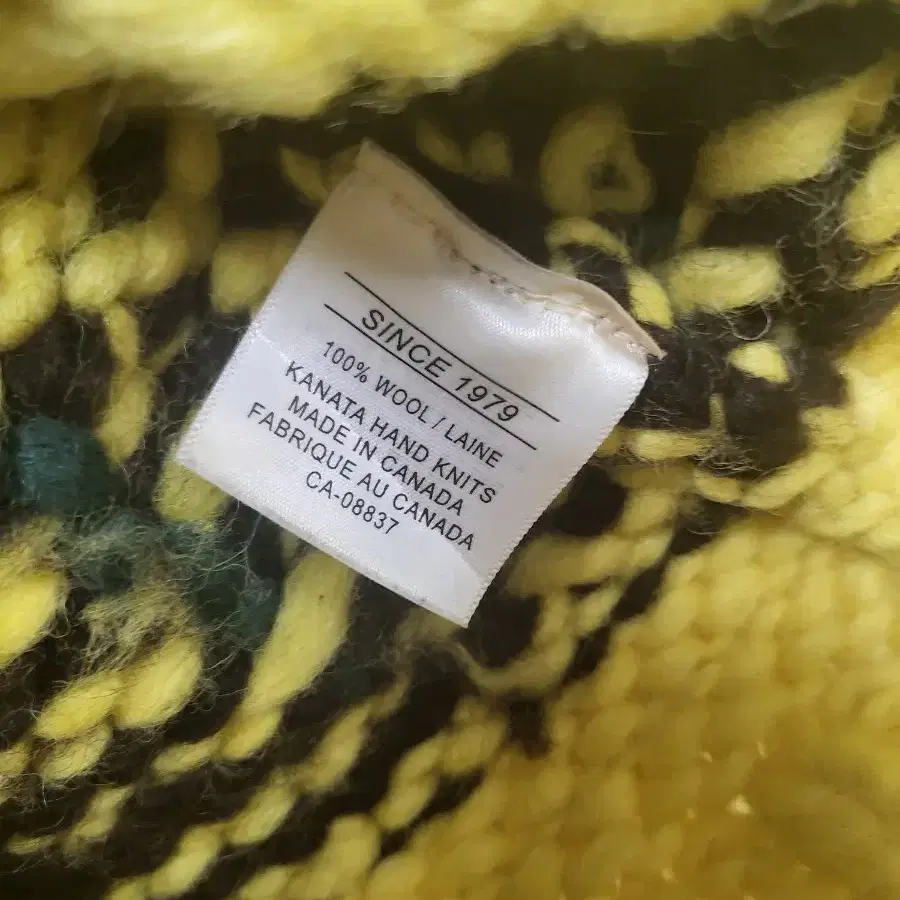 SINCE 1979
100% WOOL / LAINE
KANATA HAND KNITS
MADE IN CANADA
FABRIQUE AU CANADA
CA-08837